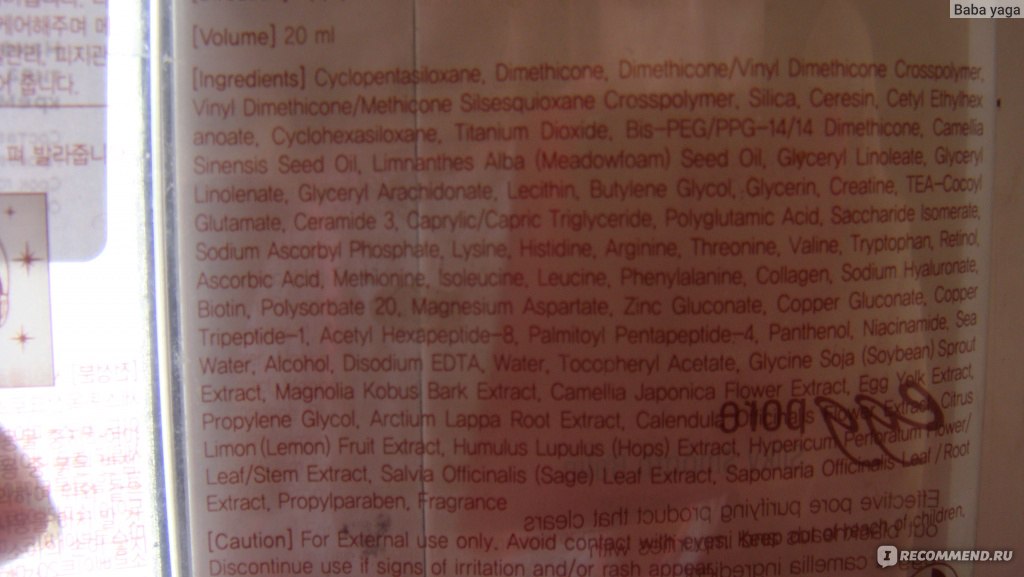 Baba yaga
[Volume] 20 ml
[Ingredients] Cyclopentasiloxane, Dimethicone, Dimethicone/Vinyl Dimethicone Crosspolymer,
Vinyl Dimethicone/Methicone Silsesquioxane Crosspolymer, Silica, Ceresin, Cetyl Ethylhex
anoate, Cyclohexasiloxane, Titanium Dioxide, Bis-PEG/PPG-14/14 Dimethicone, Camellia
Sinensis Seed Oil, Limnanthes Alba (Meadowfoam) Seed Oil, Glyceryl Linoleate, Glyceryl
Linolenate, Glyceryl Arachidonate, Lecithin, Butylene Glycol, Glycerin, Creatine, TEA-Cocoyl
Glutamate, Ceramide 3, Caprylic/Capric Triglyceride, Polyglutamic Acid, Saccharide Isomerate,
Sodium Ascorbyl Phosphate, Lysine, Histidine, Arginine, Threonine, Valine, Tryptophan, Retinol,
Ascorbic Acid, Methionine, Isoleucine, Leucine, Phenylalanine, Collagen, Sodium Hyaluronate,
Biotin, Polysorbate 20, Magnesium Aspartate, Zinc Gluconate, Copper Gluconate, Copper
Tripeptide-1, Acetyl Hexapeptide-8, Palmitoyl Pentapeptide-4, Panthenol, Niacinamide, Sea
Water, Alcohol, Disodium EDTA, Water, Tocopheryl Acetate, Glycine Soja (Soybean) Sprout
Extract, Magnolia Kobus Bark Extract, Camellia Japonica Flower Extract, Egg Yolk Extract,
Propylene Glycol, Arctium Lappa Root Extract, Calendula Extract, Citrus
egg pore
Limon (Lemon) Fruit Extract, Humulus Lupulus (Hops) Extract, Hypericum Perforatum Flower/
Leaf/Stem Extract, Salvia Officinalis (Sage) Leaf Extract, Saponaria Officinalis Leaf/Root
Extract, Propylparaben, Fragrance
Effective pore purifying product that clears
[Caution] For External use only. Avoid contact with eyes. Keep out of reach of children.
Discontinue use if signs of irritation and/or rash appear
IRECOMMEND.RU